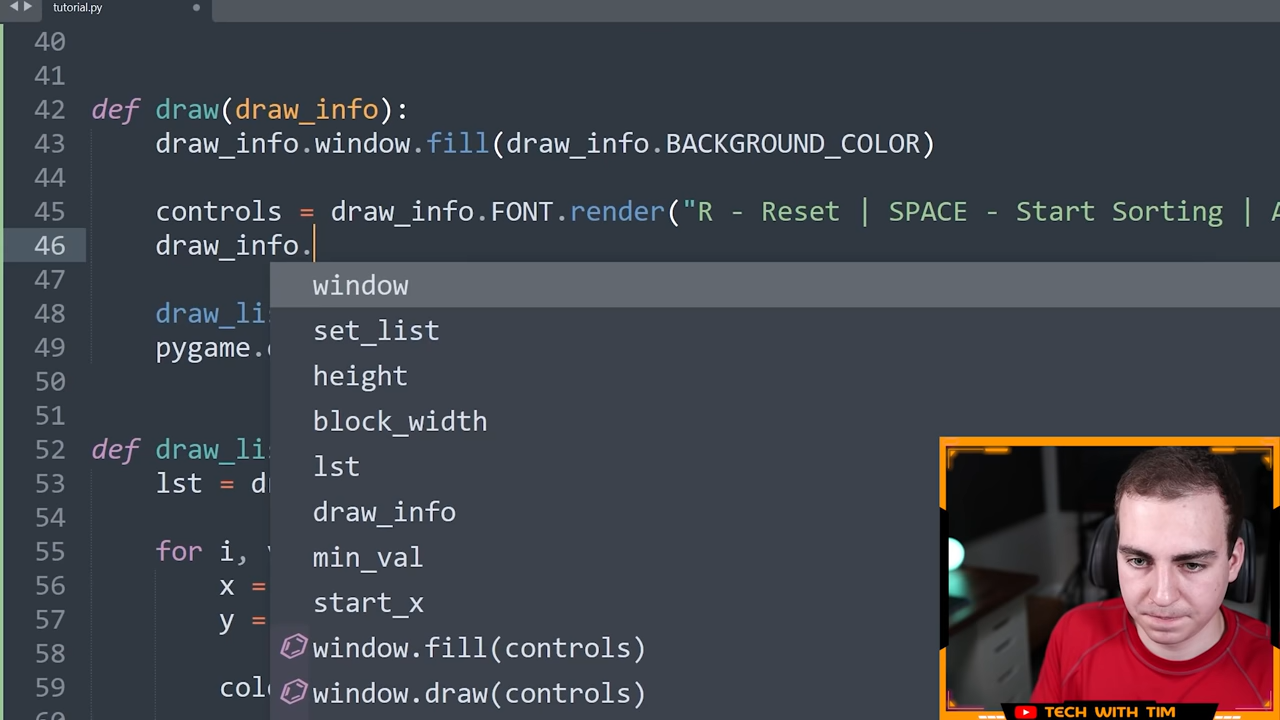 tutorial.py
40
41
42 def draw(draw_info):
43 draw_info.window.fill(draw_info.BACKGROUND_COLOR)
44
45 controls = draw_info.FONT.render("R - Reset | SPACE - Start Sorting | A
46 draw_info.
47 window
48 draw_li set_list
49 pygame. height
50
51 block_width
52 def draw_li lst
53 lst = d draw_info
54
55 for i, min_val
56 x = start_x
57 y =
58 window.fill(controls)
59 col window.draw(controls)
60
TECH WITH TIM